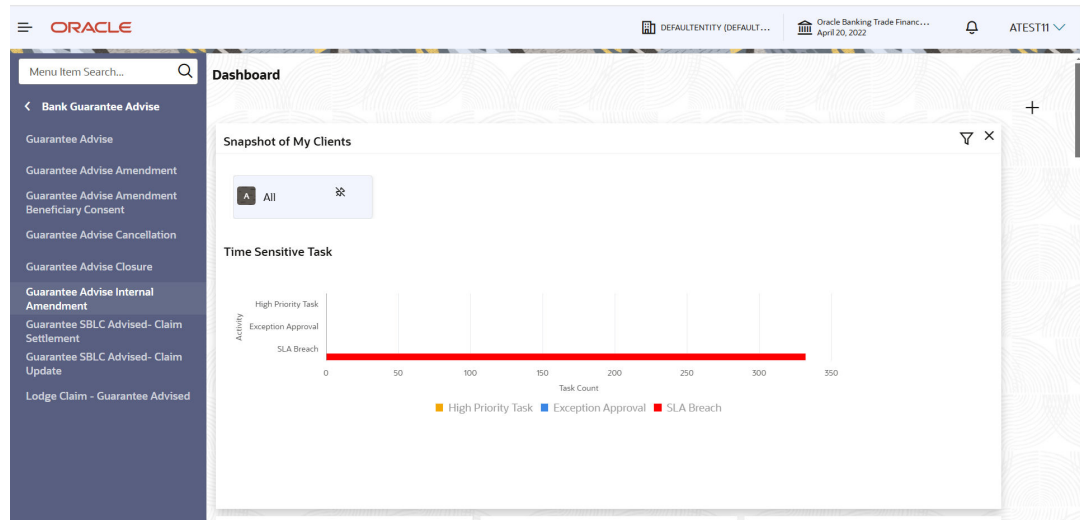 ORACLE
DEFAULTENTITY (DEFAULT...
Oracle Banking Trade Financ...
April 20, 2022
ATEST11
Menu Item Search...
Bank Guarantee Advise
Guarantee Advise
Guarantee Advise Amendment
Guarantee Advise Amendment
Beneficiary Consent
Guarantee Advise Cancellation
Guarantee Advise Closure
Guarantee Advise Internal
Amendment
Guarantee SBLC Advised- Claim
Settlement
Guarantee SBLC Advised- Claim
Update
Lodge Claim - Guarantee Advised
Dashboard
Snapshot of My Clients
A All
Time Sensitive Task
Activity
High Priority Task
Exception Approval
SLA Breach
0 50 100 150 200 250 300 350
Task Count
High Priority Task Exception Approval SLA Breach